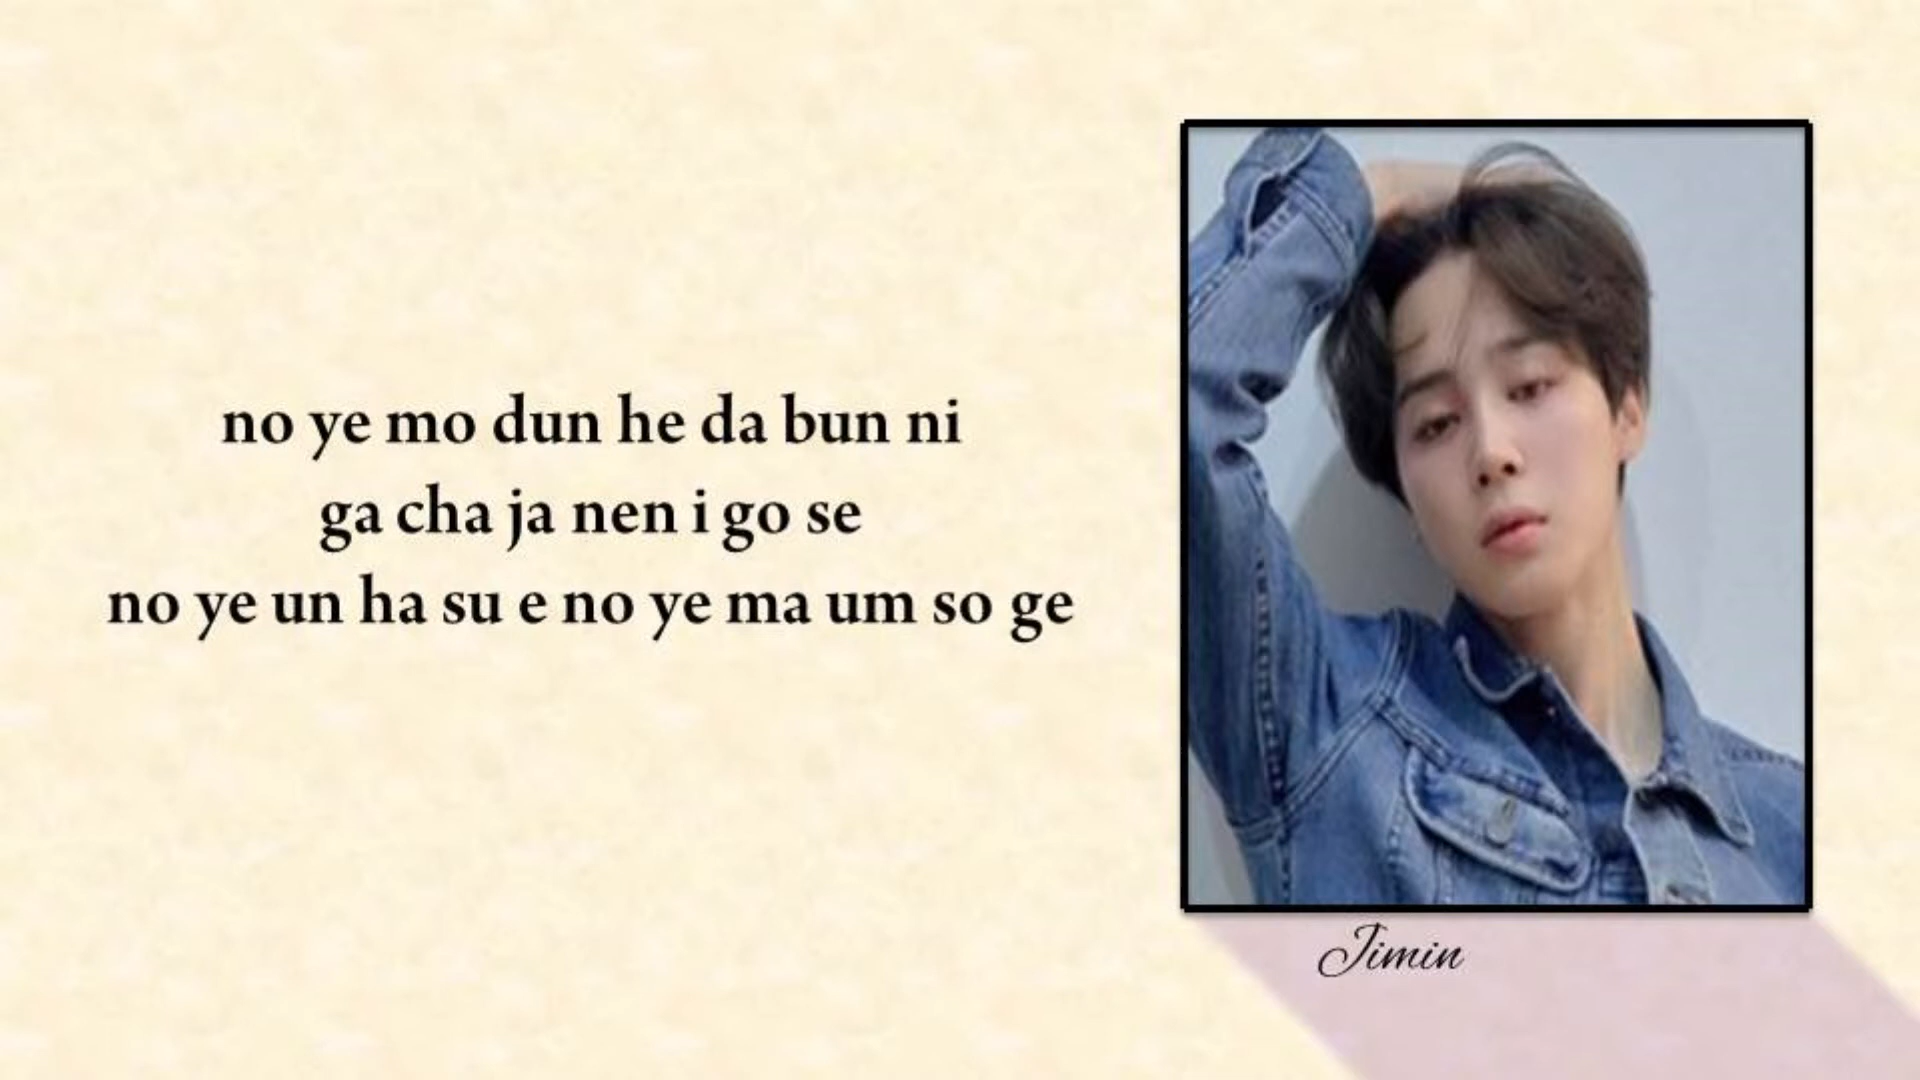 no ye mo dun he da bun ni
ga cha ja nen i go se
no ye un ha su e no ye ma um so ge
Jimin